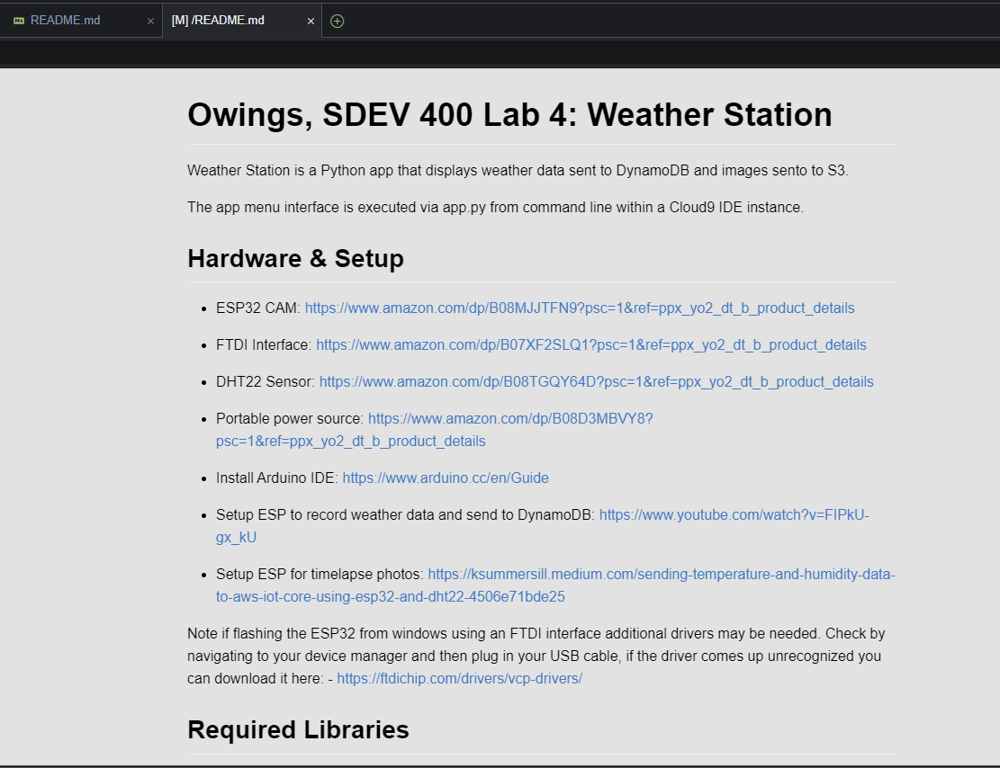 README.md
[M] /README.md
Owings, SDEV 400 Lab 4: Weather Station
Weather Station is a Python app that displays weather data sent to DynamoDB and images sento to S3.
The app menu interface is executed via app.py from command line within a Cloud9 IDE instance.
Hardware & Setup
• ESP32 CAM: https://www.amazon.com/dp/B08MJJTFN9?psc=1&ref=ppx_yo2_dt_b_product_details
• FTDI Interface: https://www.amazon.com/dp/B07XF2SLQ1?psc=1&ref=ppx_yo2_dt_b_product_details
• DHT22 Sensor: https://www.amazon.com/dp/B08TGQY64D?psc=1&ref=ppx_yo2_dt_b_product_details
• Portable power source: https://www.amazon.com/dp/B08D3MBVY8?
psc=1&ref=ppx_yo2_dt_b_product_details
• Install Arduino IDE: https://www.arduino.cc/en/Guide
• Setup ESP to record weather data and send to DynamoDB: https://www.youtube.com/watch?v=FIPkU-
gx_kU
• Setup ESP for timelapse photos: https://ksummersill.medium.com/sending-temperature-and-humidity-data-
to-aws-iot-core-using-esp32-and-dht22-4506e71bde25
Note if flashing the ESP32 from windows using an FTDI interface additional drivers may be needed. Check by
navigating to your device manager and then plug in your USB cable, if the driver comes up unrecognized you
can download it here: - https://ftdichip.com/drivers/vcp-drivers/
Required Libraries